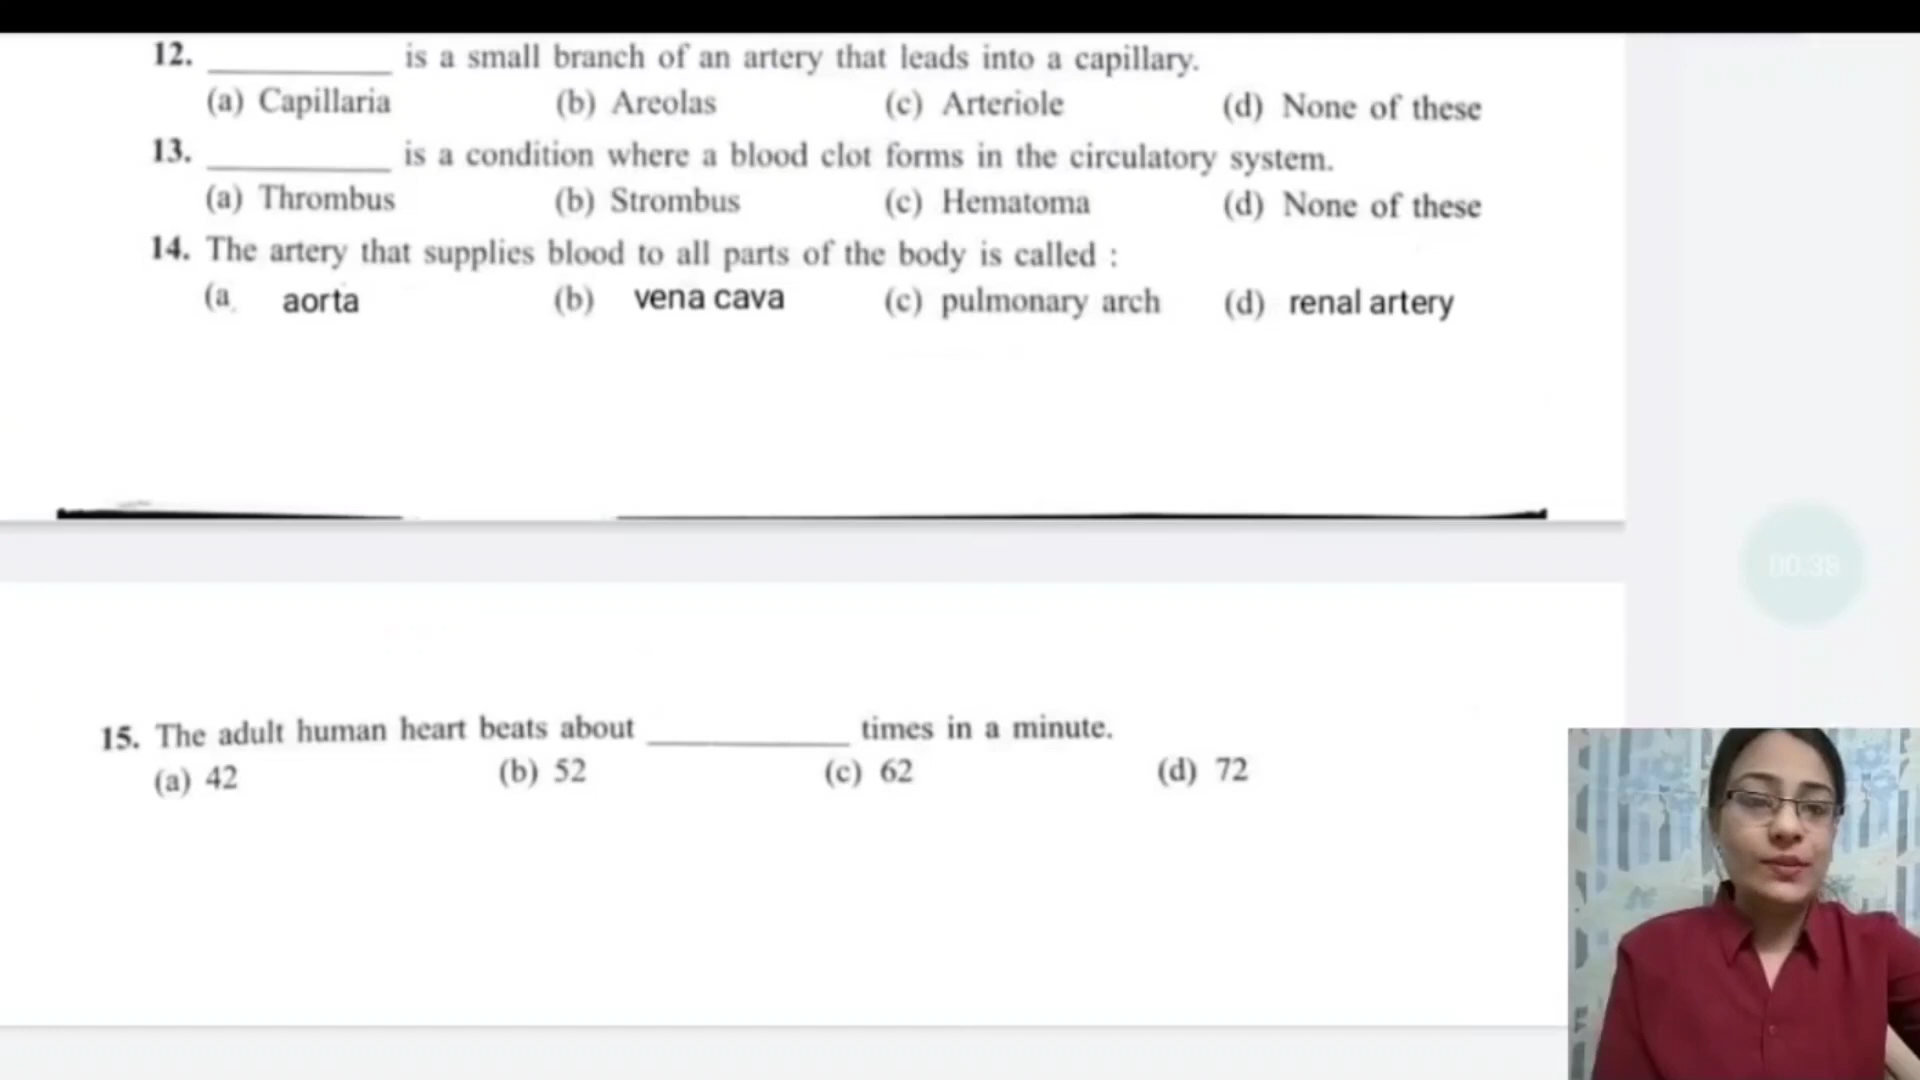 12. __________ is a small branch of an artery that leads into a capillary.
(a) Capillaria (b) Areolas (c) Arteriole (d) None of these
13. __________ is a condition where a blood clot forms in the circulatory system.
(a) Thrombus (b) Strombus (c) Hematoma (d) None of these
14. The artery that supplies blood to all parts of the body is called :
(a aorta (b) vena cava (c) pulmonary arch (d) renal artery
00:38
15. The adult human heart beats about __________ times in a minute.
(a) 42 (b) 52 (c) 62 (d) 72